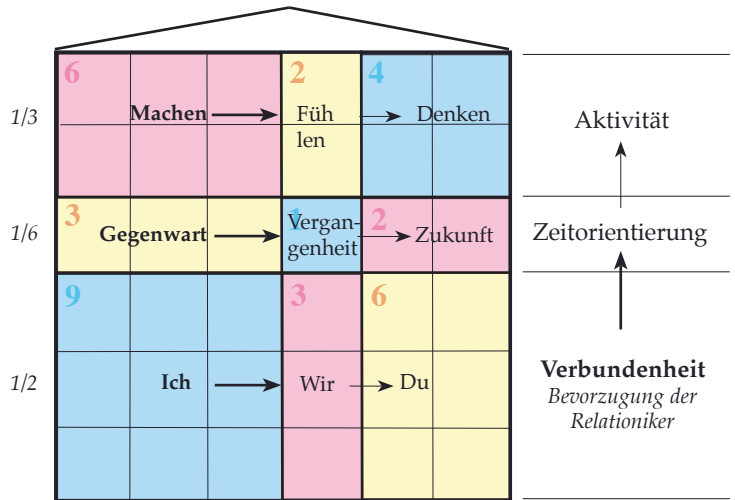 6 2 4
1/3 Machen Füh Denken Aktivität
len
3 1 2
1/6 Gegenwart Vergan- Zukunft Zeitorientierung
genheit
9 3 6
1/2 Ich Wir Du Verbundenheit
Bevorzugung der
Relationiker